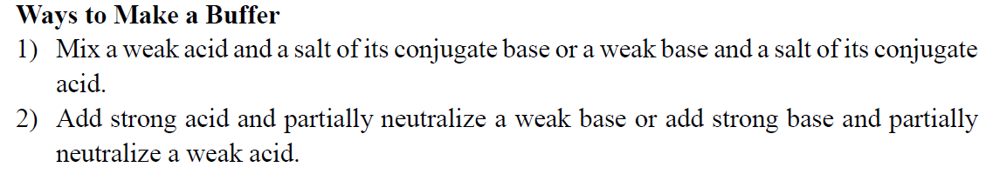 Ways to Make a Buffer
1) Mix a weak acid and a salt of its conjugate base or a weak base and a salt of its conjugate
acid.
2) Add strong acid and partially neutralize a weak base or add strong base and partially
neutralize a weak acid.